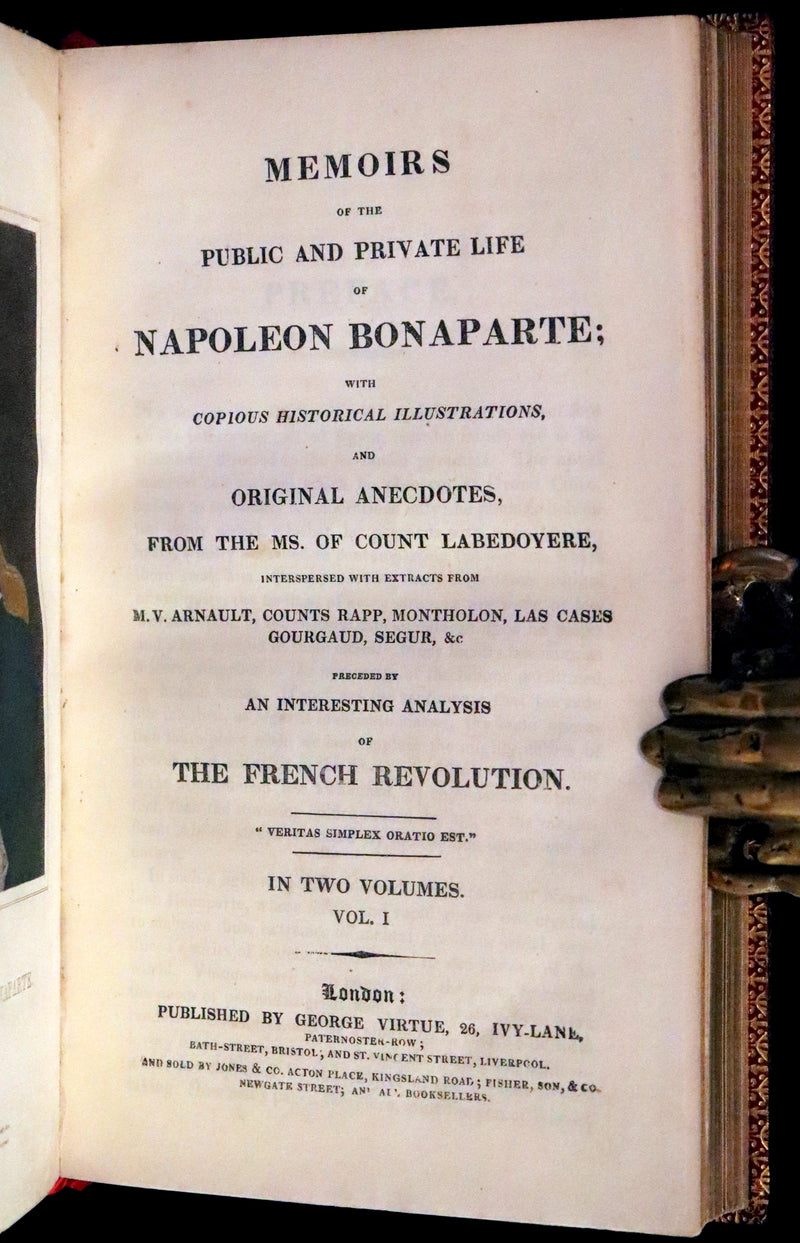 MEMOIRS
OF THE
PUBLIC AND PRIVATE LIFE
OF
NAPOLEON BONAPARTE;
WITH
COPIOUS HISTORICAL ILLUSTRATIONS,
AND
ORIGINAL ANECDOTES,
FROM THE MS. OF COUNT LABEDOYERE,
INTERSPERSED WITH EXTRACTS FROM
M. V. ARNAULT, COUNTS RAPP, MONTHOLON, LAS CASES
GOURGAUD, SEGUR, &c
PRECEDED BY
AN INTERESTING ANALYSIS
OF
THE FRENCH REVOLUTION.
“ VERITAS SIMPLEX ORATIO EST.”
IN TWO VOLUMES.
VOL. I
London:
PUBLISHED BY GEORGE VIRTUE, 26, IVY-LANE,
PATERNOSTER-ROW;
BATH-STREET, BRISTOL; AND ST. VINCENT STREET, LIVERPOOL.
AND SOLD BY JONES & CO. ACTON PLACE, KINGSLAND ROAD; FISHER, SON, & CO.
NEWGATE STREET; AND ALL BOOKSELLERS.